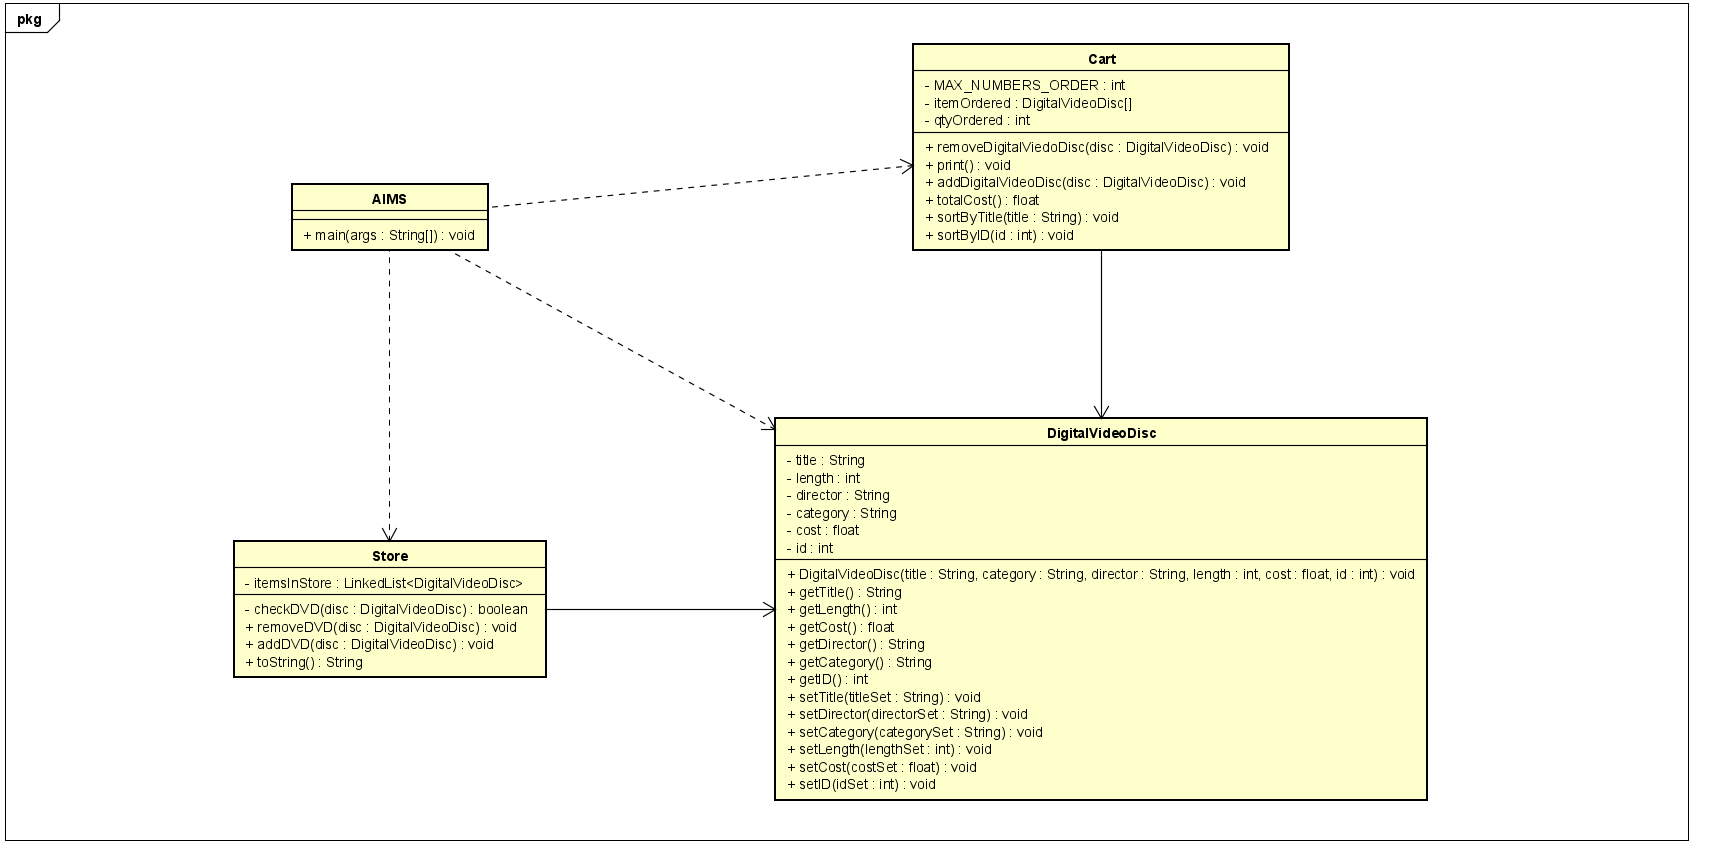 pkg
Cart
- MAX_NUMBERS_ORDER : int
- itemOrdered : DigitalVideoDisc[]
- qtyOrdered : int
+ removeDigitalViedoDisc(disc : DigitalVideoDisc) : void
+ print() : void
+ addDigitalVideoDisc(disc : DigitalVideoDisc) : void
+ totalCost() : float
+ sortByTitle(title : String) : void
+ sortByID(id : int) : void
AIMS
+ main(args : String[]) : void
DigitalVideoDisc
- title : String
- length : int
- director : String
- category : String
- cost : float
- id : int
+ DigitalVideoDisc(title : String, category : String, director : String, length : int, cost : float, id : int) : void
+ getTitle() : String
+ getLength() : int
+ getCost() : float
+ getDirector() : String
+ getCategory() : String
+ getID() : int
+ setTitle(titleSet : String) : void
+ setDirector(directorSet : String) : void
+ setCategory(categorySet : String) : void
+ setLength(lengthSet : int) : void
+ setCost(costSet : float) : void
+ setID(idSet : int) : void
Store
- itemsInStore : LinkedList<DigitalVideoDisc>
- checkDVD(disc : DigitalVideoDisc) : boolean
+ removeDVD(disc : DigitalVideoDisc) : void
+ addDVD(disc : DigitalVideoDisc) : void
+ toString() : String